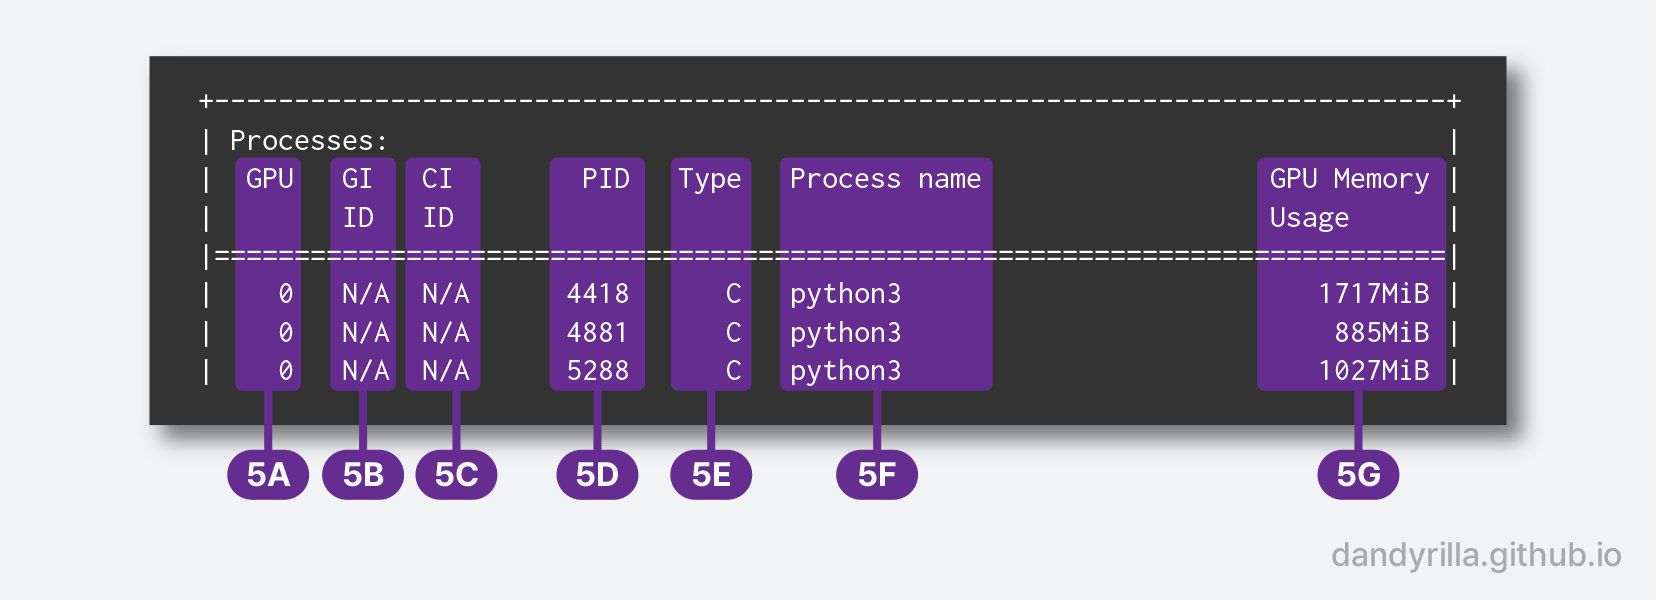 +-----------------------------------------------------------------------------+
| Processes: |
| GPU GI CI PID Type Process name GPU Memory |
| ID ID Usage |
|=============================================================================|
| 0 N/A N/A 4418 C python3 1717MiB |
| 0 N/A N/A 4881 C python3 885MiB |
| 0 N/A N/A 5288 C python3 1027MiB |
5A 5B 5C 5D 5E 5F 5G
dandyrilla.github.io